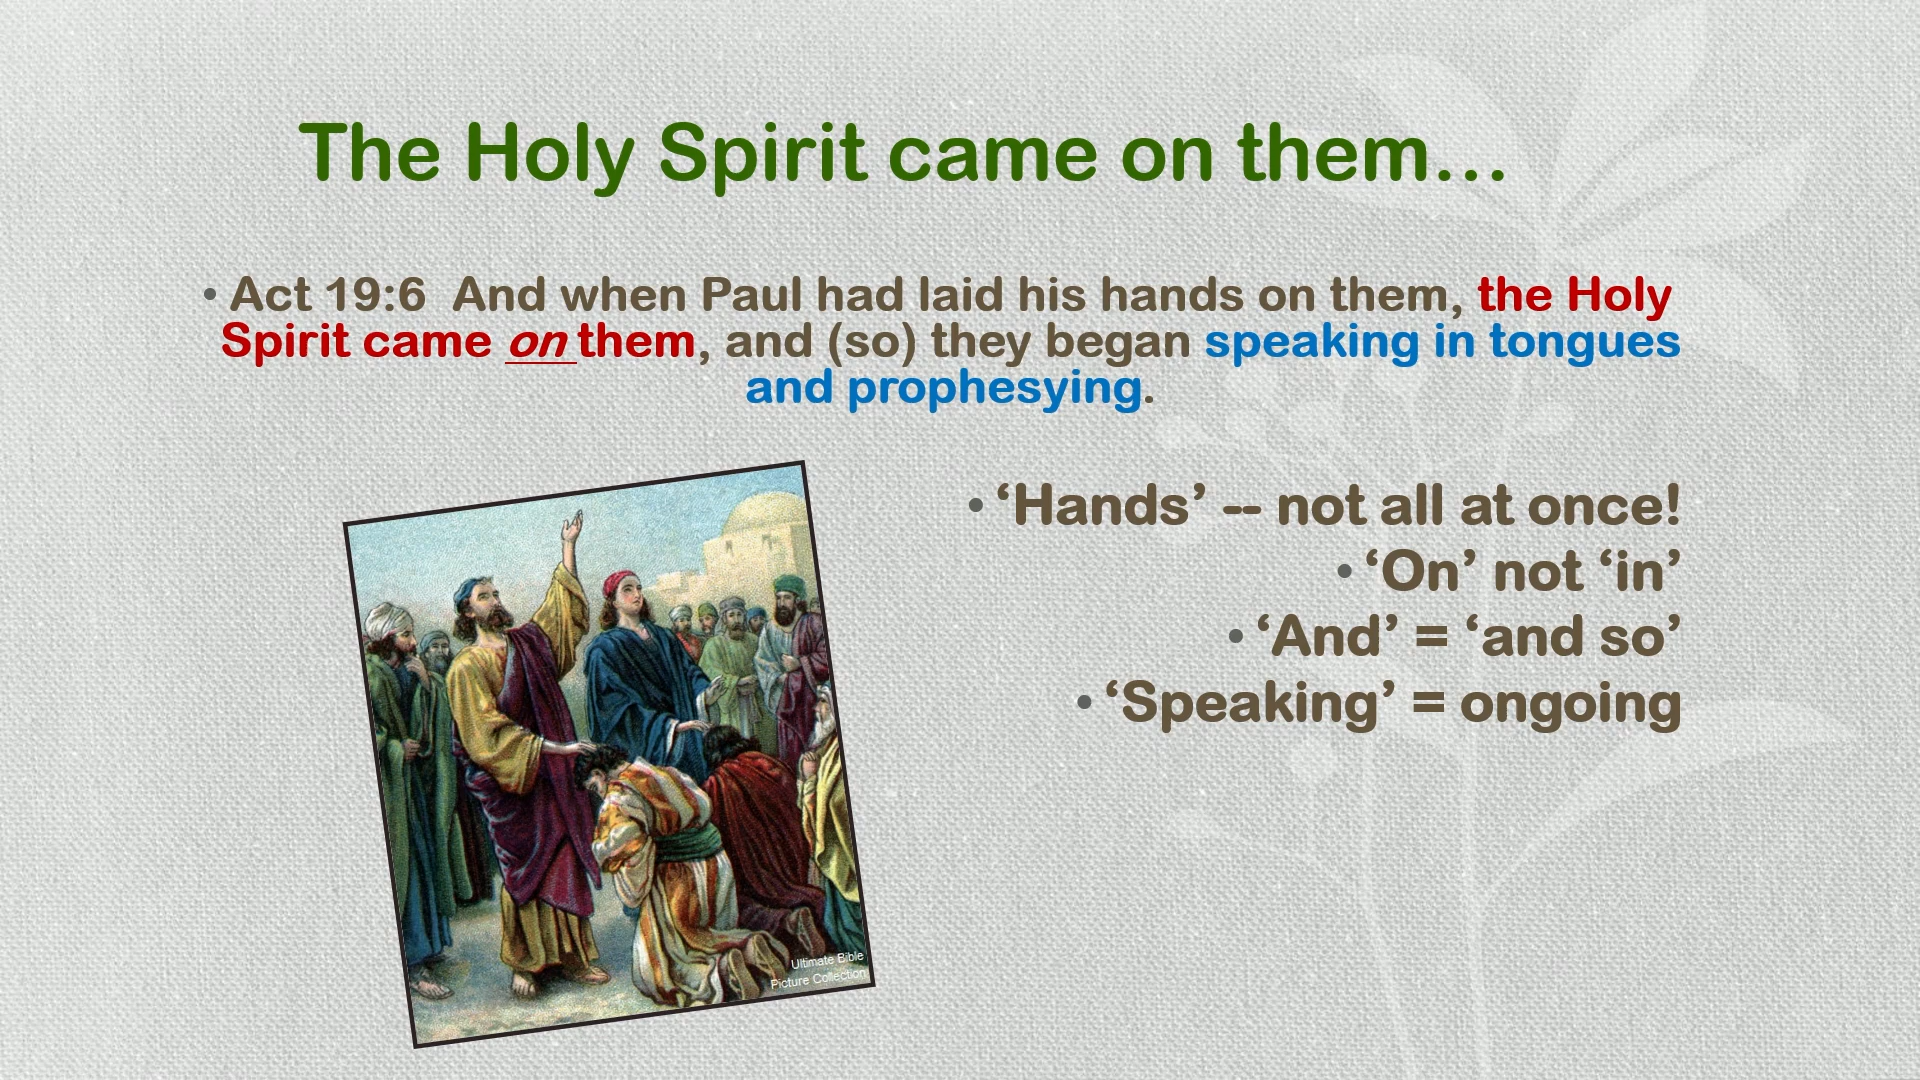 The Holy Spirit came on them…
• Act 19:6  And when Paul had laid his hands on them, the Holy
Spirit came on them, and (so) they began speaking in tongues
and prophesying.
• ‘Hands’ -- not all at once!
• ‘On’ not ‘in’
• ‘And’ = ‘and so’
• ‘Speaking’ = ongoing
Ultimate Bible
Picture Collection